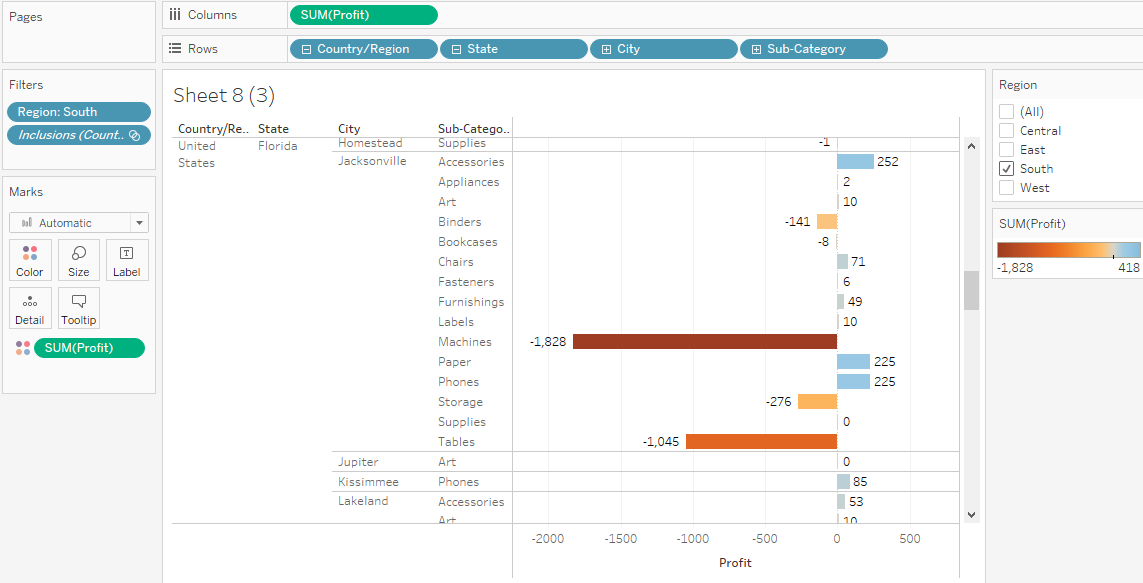 Pages
Columns
SUM(Profit)
Rows
Country/Region
State
City
Sub-Category
Filters
Region: South
Inclusions (Count..
Marks
Automatic
Color
Size
Label
Detail
Tooltip
SUM(Profit)
Sheet 8 (3)
Country/Re.. State City Sub-Catego..
United States Florida Homestead Supplies -1
Jacksonville Accessories 252
Appliances 2
Art 10
Binders -141
Bookcases -8
Chairs 71
Fasteners 6
Furnishings 49
Labels 10
Machines -1,828
Paper 225
Phones 225
Storage -276
Supplies 0
Tables -1,045
Jupiter Art 0
Kissimmee Phones 85
Lakeland Accessories 53
Art 10
-2000 -1500 -1000 -500 0 500
Profit
Region
(All)
Central
East
South
West
SUM(Profit)
-1,828 418